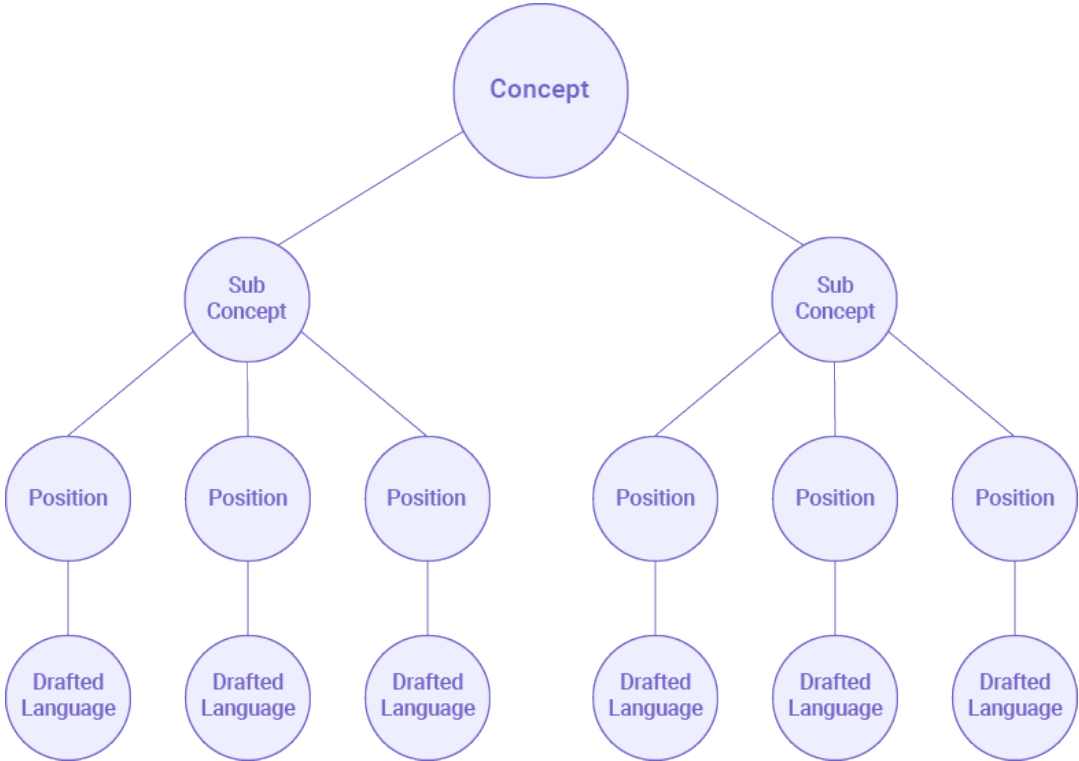 Concept
Sub
Concept
Sub
Concept
Position
Position
Position
Position
Position
Position
Drafted
Language
Drafted
Language
Drafted
Language
Drafted
Language
Drafted
Language
Drafted
Language